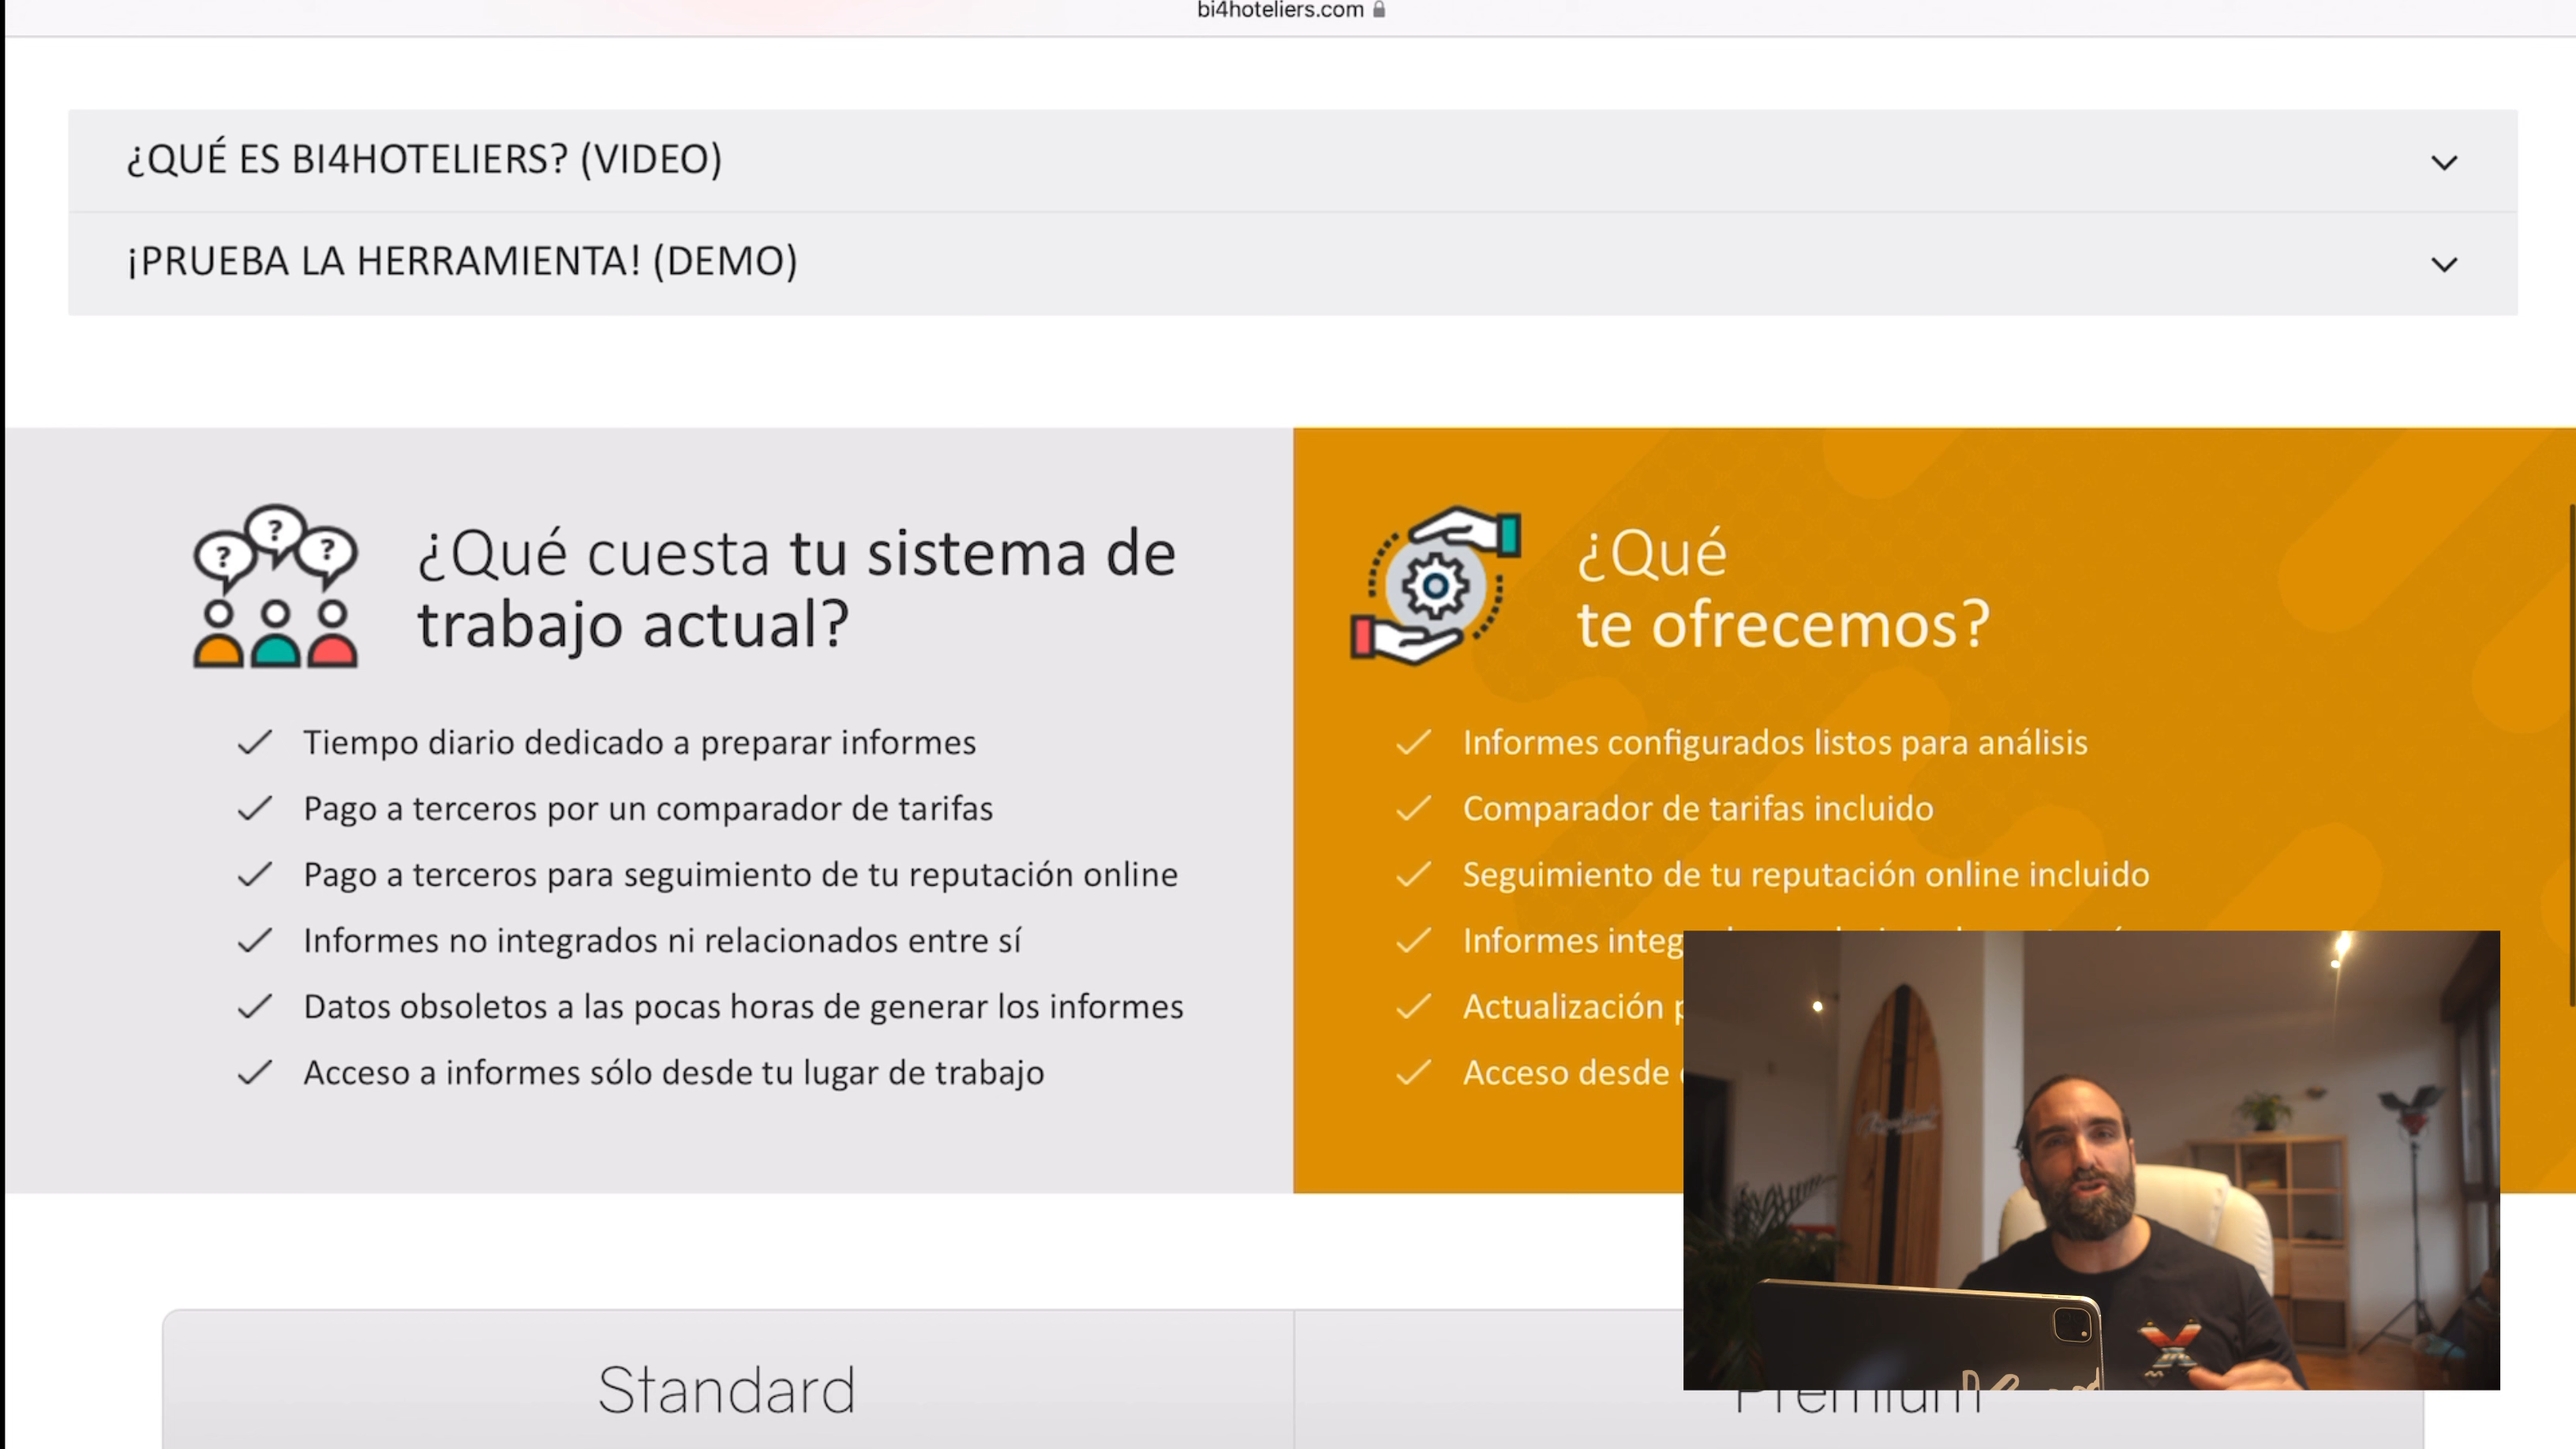 bi4hoteliers.com
¿QUÉ ES BI4HOTELIERS? (VIDEO)
¡PRUEBA LA HERRAMIENTA! (DEMO)
¿Qué cuesta tu sistema de
trabajo actual?
Tiempo diario dedicado a preparar informes
Pago a terceros por un comparador de tarifas
Pago a terceros para seguimiento de tu reputación online
Informes no integrados ni relacionados entre sí
Datos obsoletos a las pocas horas de generar los informes
Acceso a informes sólo desde tu lugar de trabajo
¿Qué
te ofrecemos?
Informes configurados listos para análisis
Comparador de tarifas incluido
Seguimiento de tu reputación online incluido
Informes
Actualización
Acceso desde
Standard
Premium